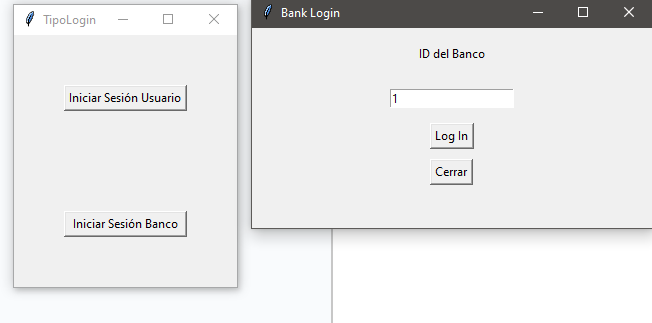 TipoLogin
Iniciar Sesión Usuario
Iniciar Sesión Banco
Bank Login
ID del Banco
1
Log In
Cerrar